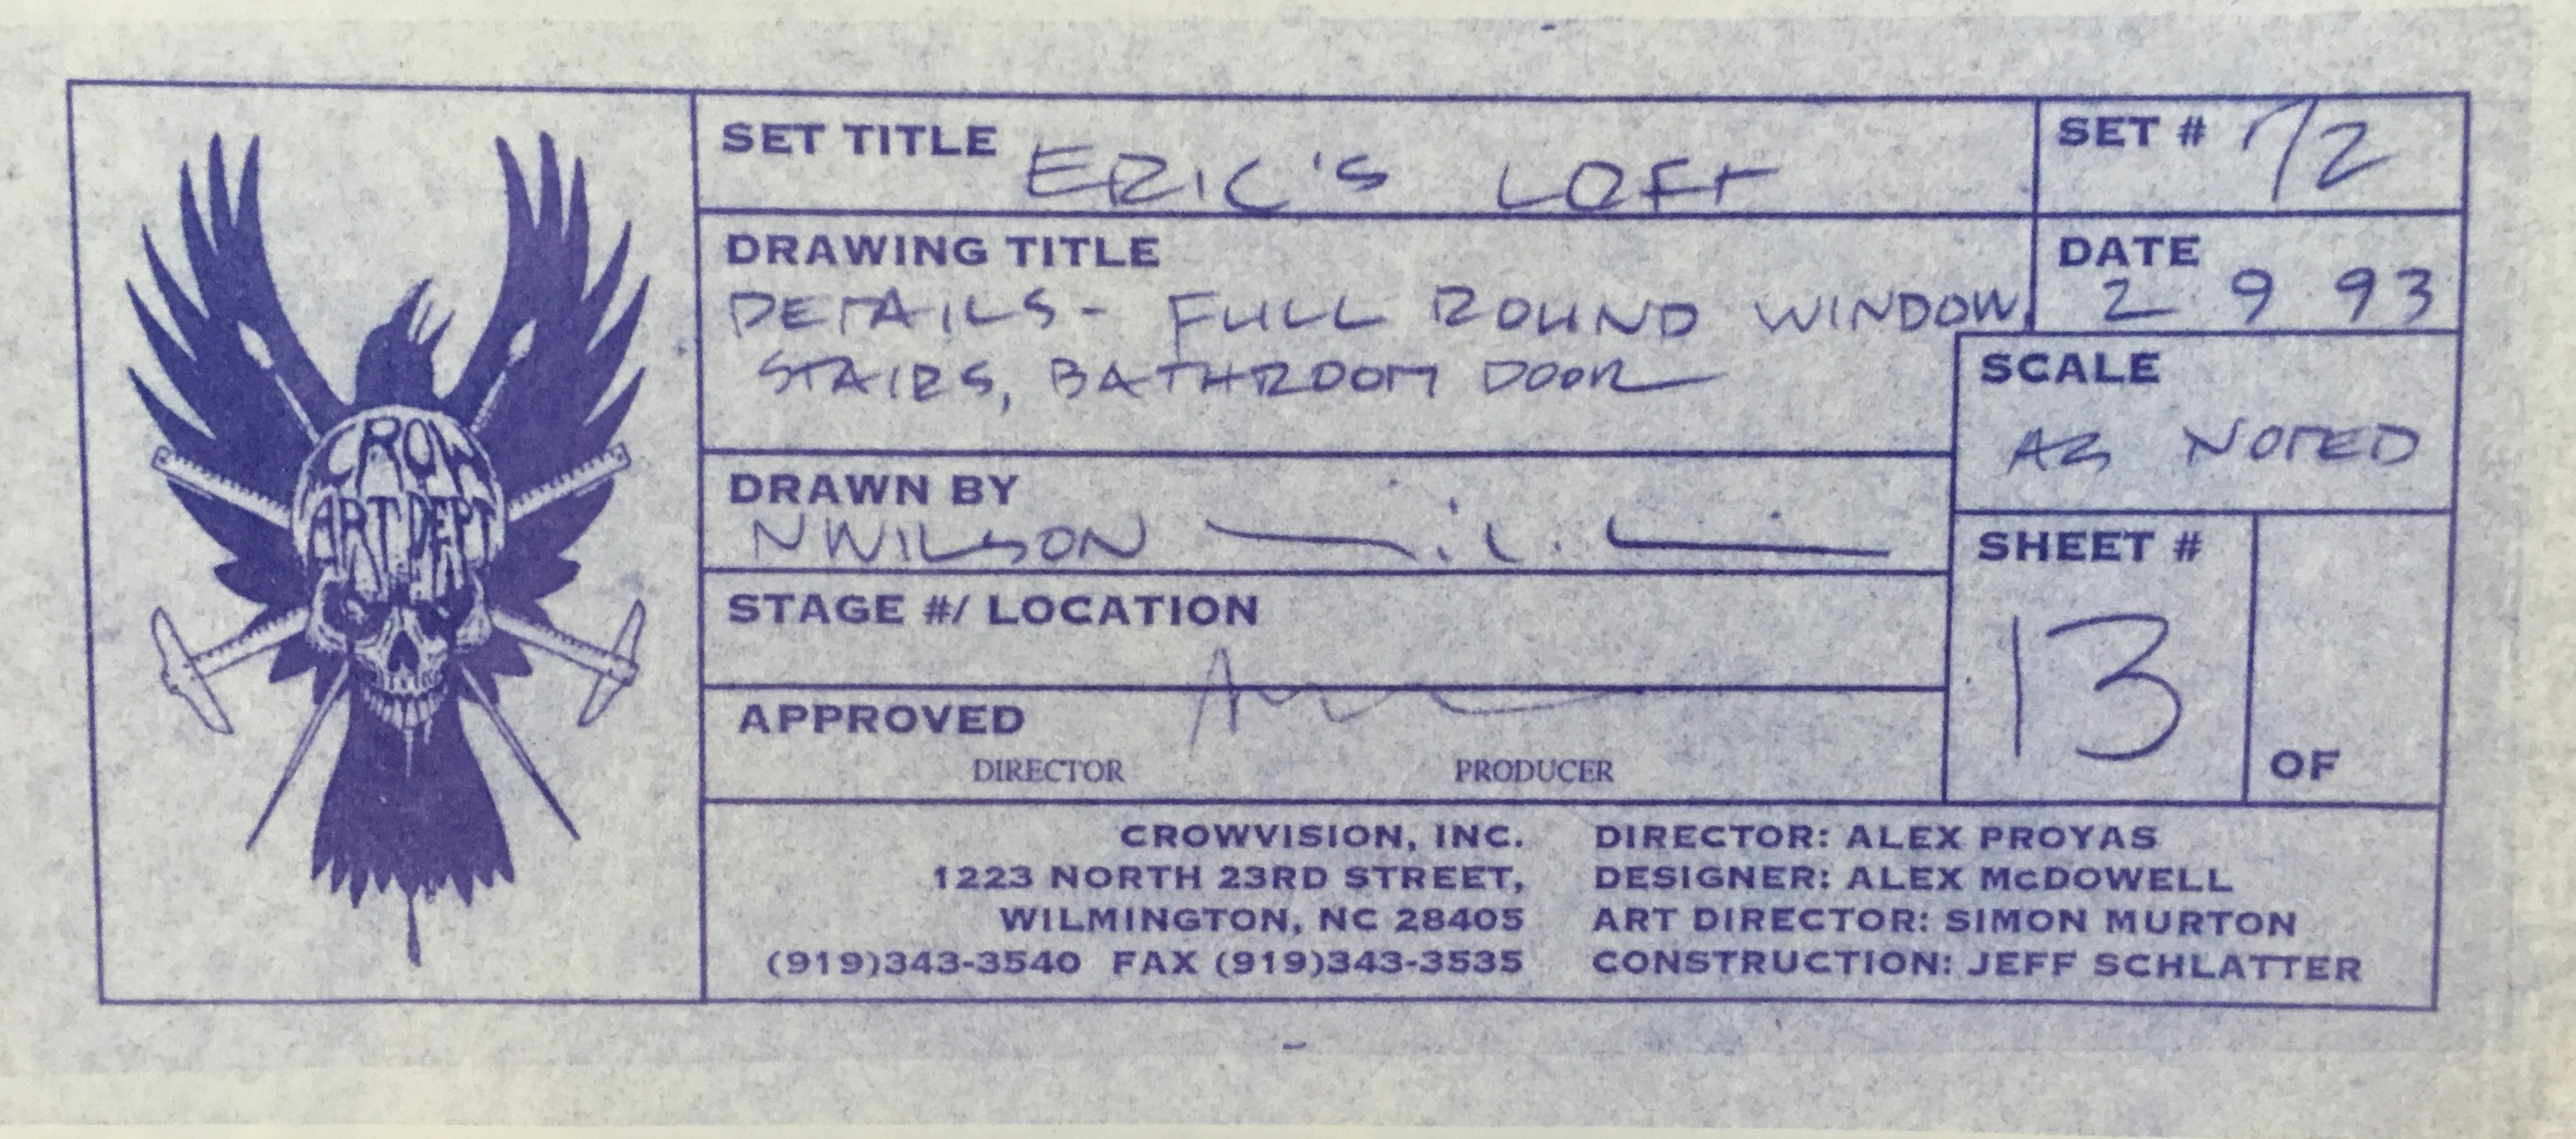 CROW
ART DEPT
SET TITLE ERIC'S LOFT
SET # 72
DRAWING TITLE
DETAILS - FULL ROUND WINDOW
STAIRS, BATHROOM DOOR
DATE
2 9 93
SCALE
AS NOTED
DRAWN BY
NWILSON
SHEET #
13
OF
STAGE #/ LOCATION
APPROVED
DIRECTOR PRODUCER
CROWVISION, INC.
1223 NORTH 23RD STREET,
WILMINGTON, NC 28405
(919)343-3540 FAX (919)343-3535
DIRECTOR: ALEX PROYAS
DESIGNER: ALEX McDOWELL
ART DIRECTOR: SIMON MURTON
CONSTRUCTION: JEFF SCHLATTER